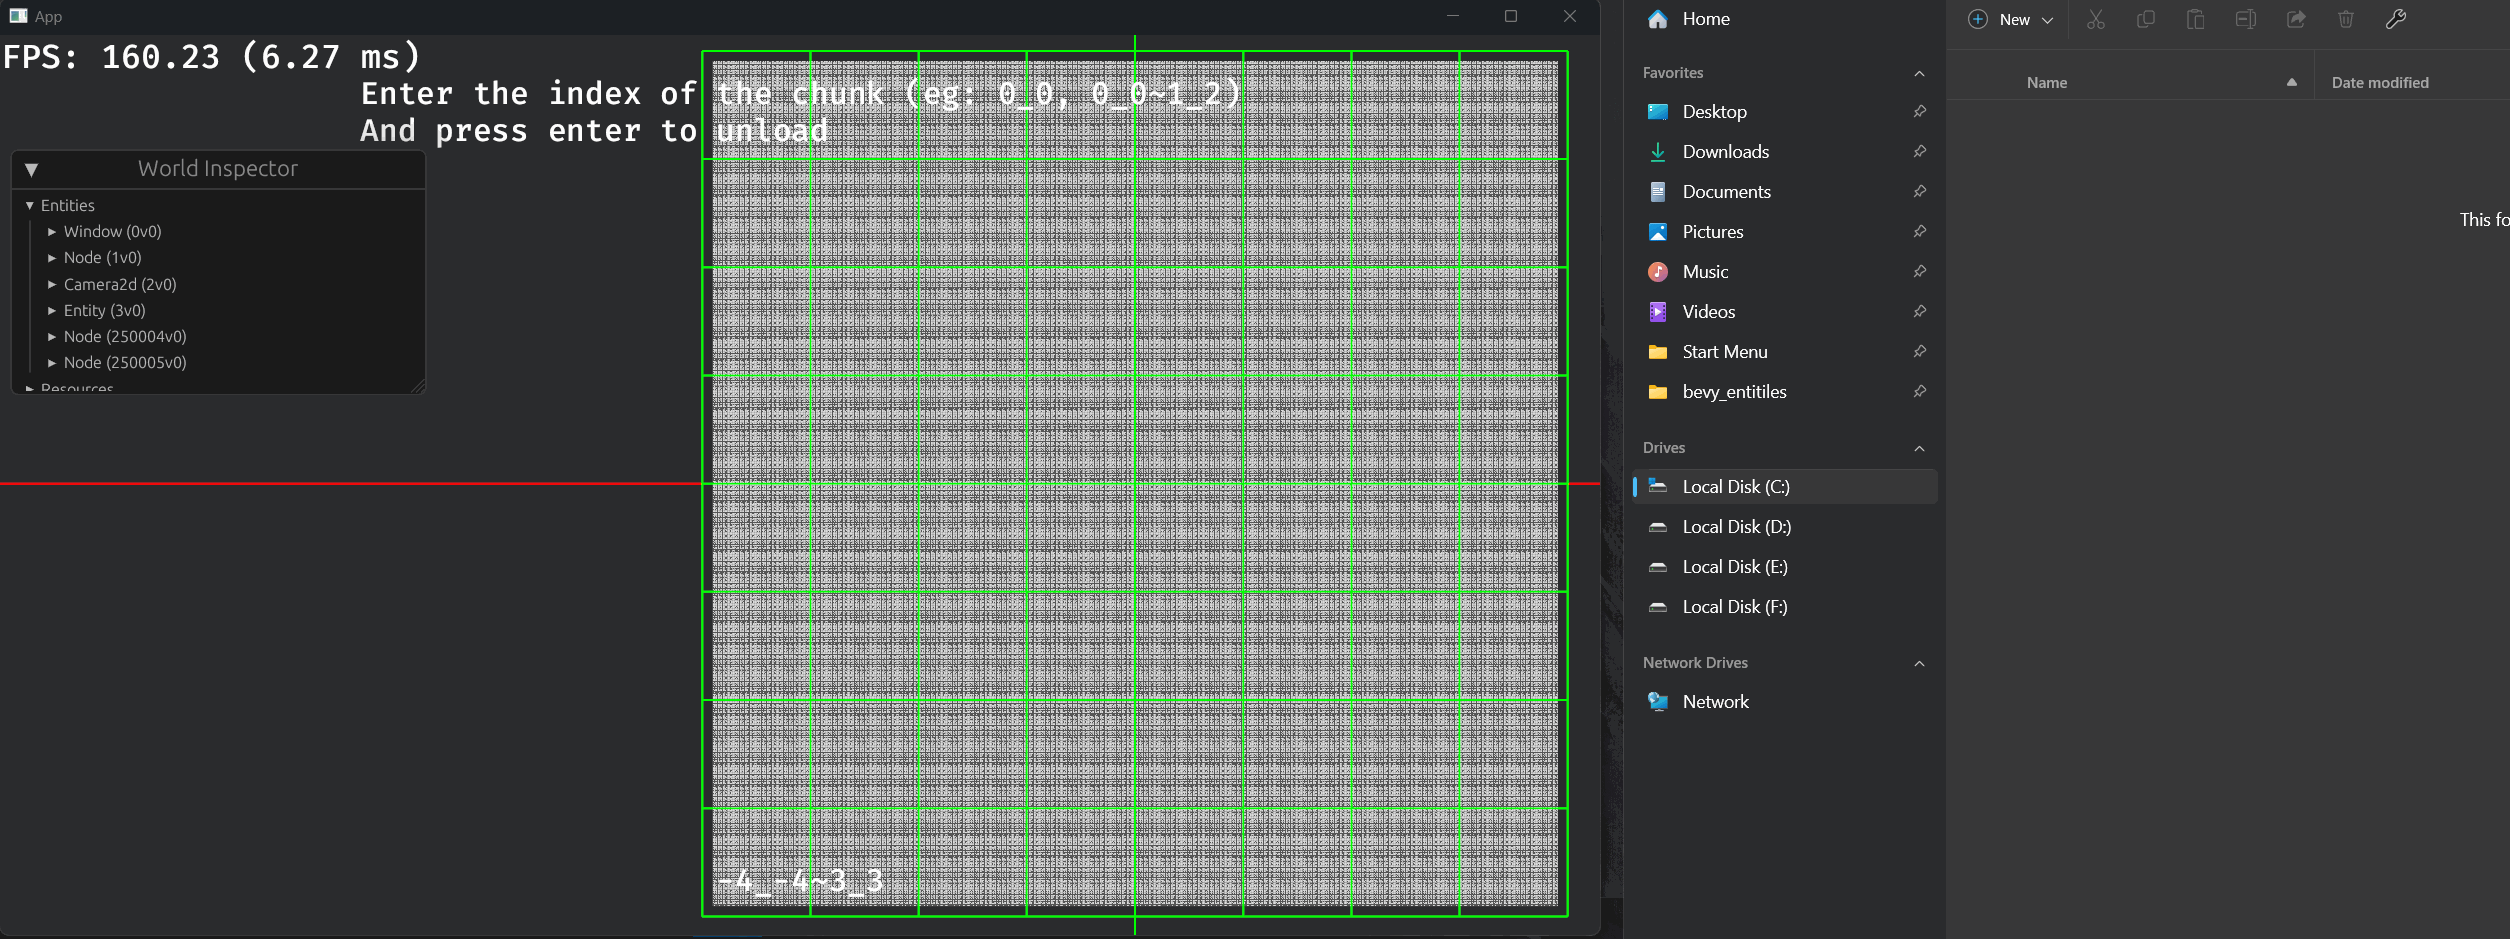 App
FPS: 160.23 (6.27 ms)
Enter the index of the chunk (eg: 0_0, 0_0~1_2)
And press enter to unload
World Inspector
Entities
Window (0v0)
Node (1v0)
Camera2d (2v0)
Entity (3v0)
Node (250004v0)
Node (250005v0)
Resources
-4_-4~3_3
Home
Favorites
Desktop
Downloads
Documents
Pictures
Music
Videos
Start Menu
bevy_entitiles
Drives
Local Disk (C:)
Local Disk (D:)
Local Disk (E:)
Local Disk (F:)
Network Drives
Network
New
Name
Date modified
This fo